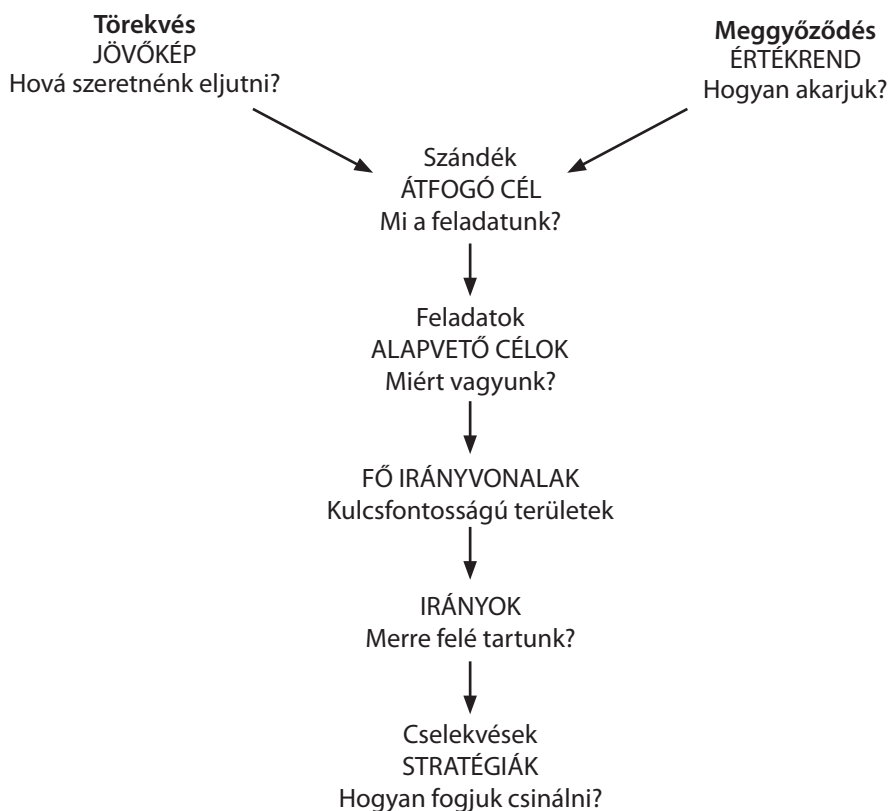 Törekvés
JÖVŐKÉP
Hová szeretnénk eljutni?
Meggyőződés
ÉRTÉKREND
Hogyan akarjuk?
Szándék
ÁTFOGÓ CÉL
Mi a feladatunk?
Feladatok
ALAPVETŐ CÉLOK
Miért vagyunk?
FŐ IRÁNYVONALAK
Kulcsfontosságú területek
IRÁNYOK
Merre felé tartunk?
Cselekvések
STRATÉGIÁK
Hogyan fogjuk csinálni?